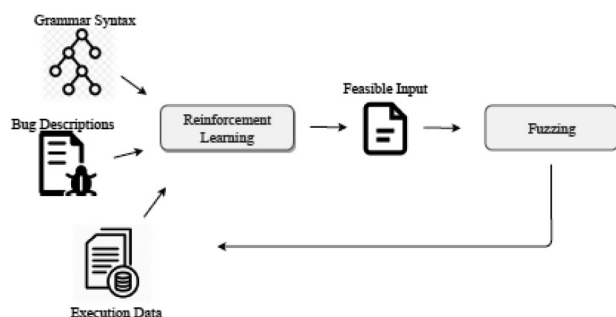 Grammar Syntax
Bug Descriptions
Reinforcement
Learning
Feasible Input
Fuzzing
Execution Data